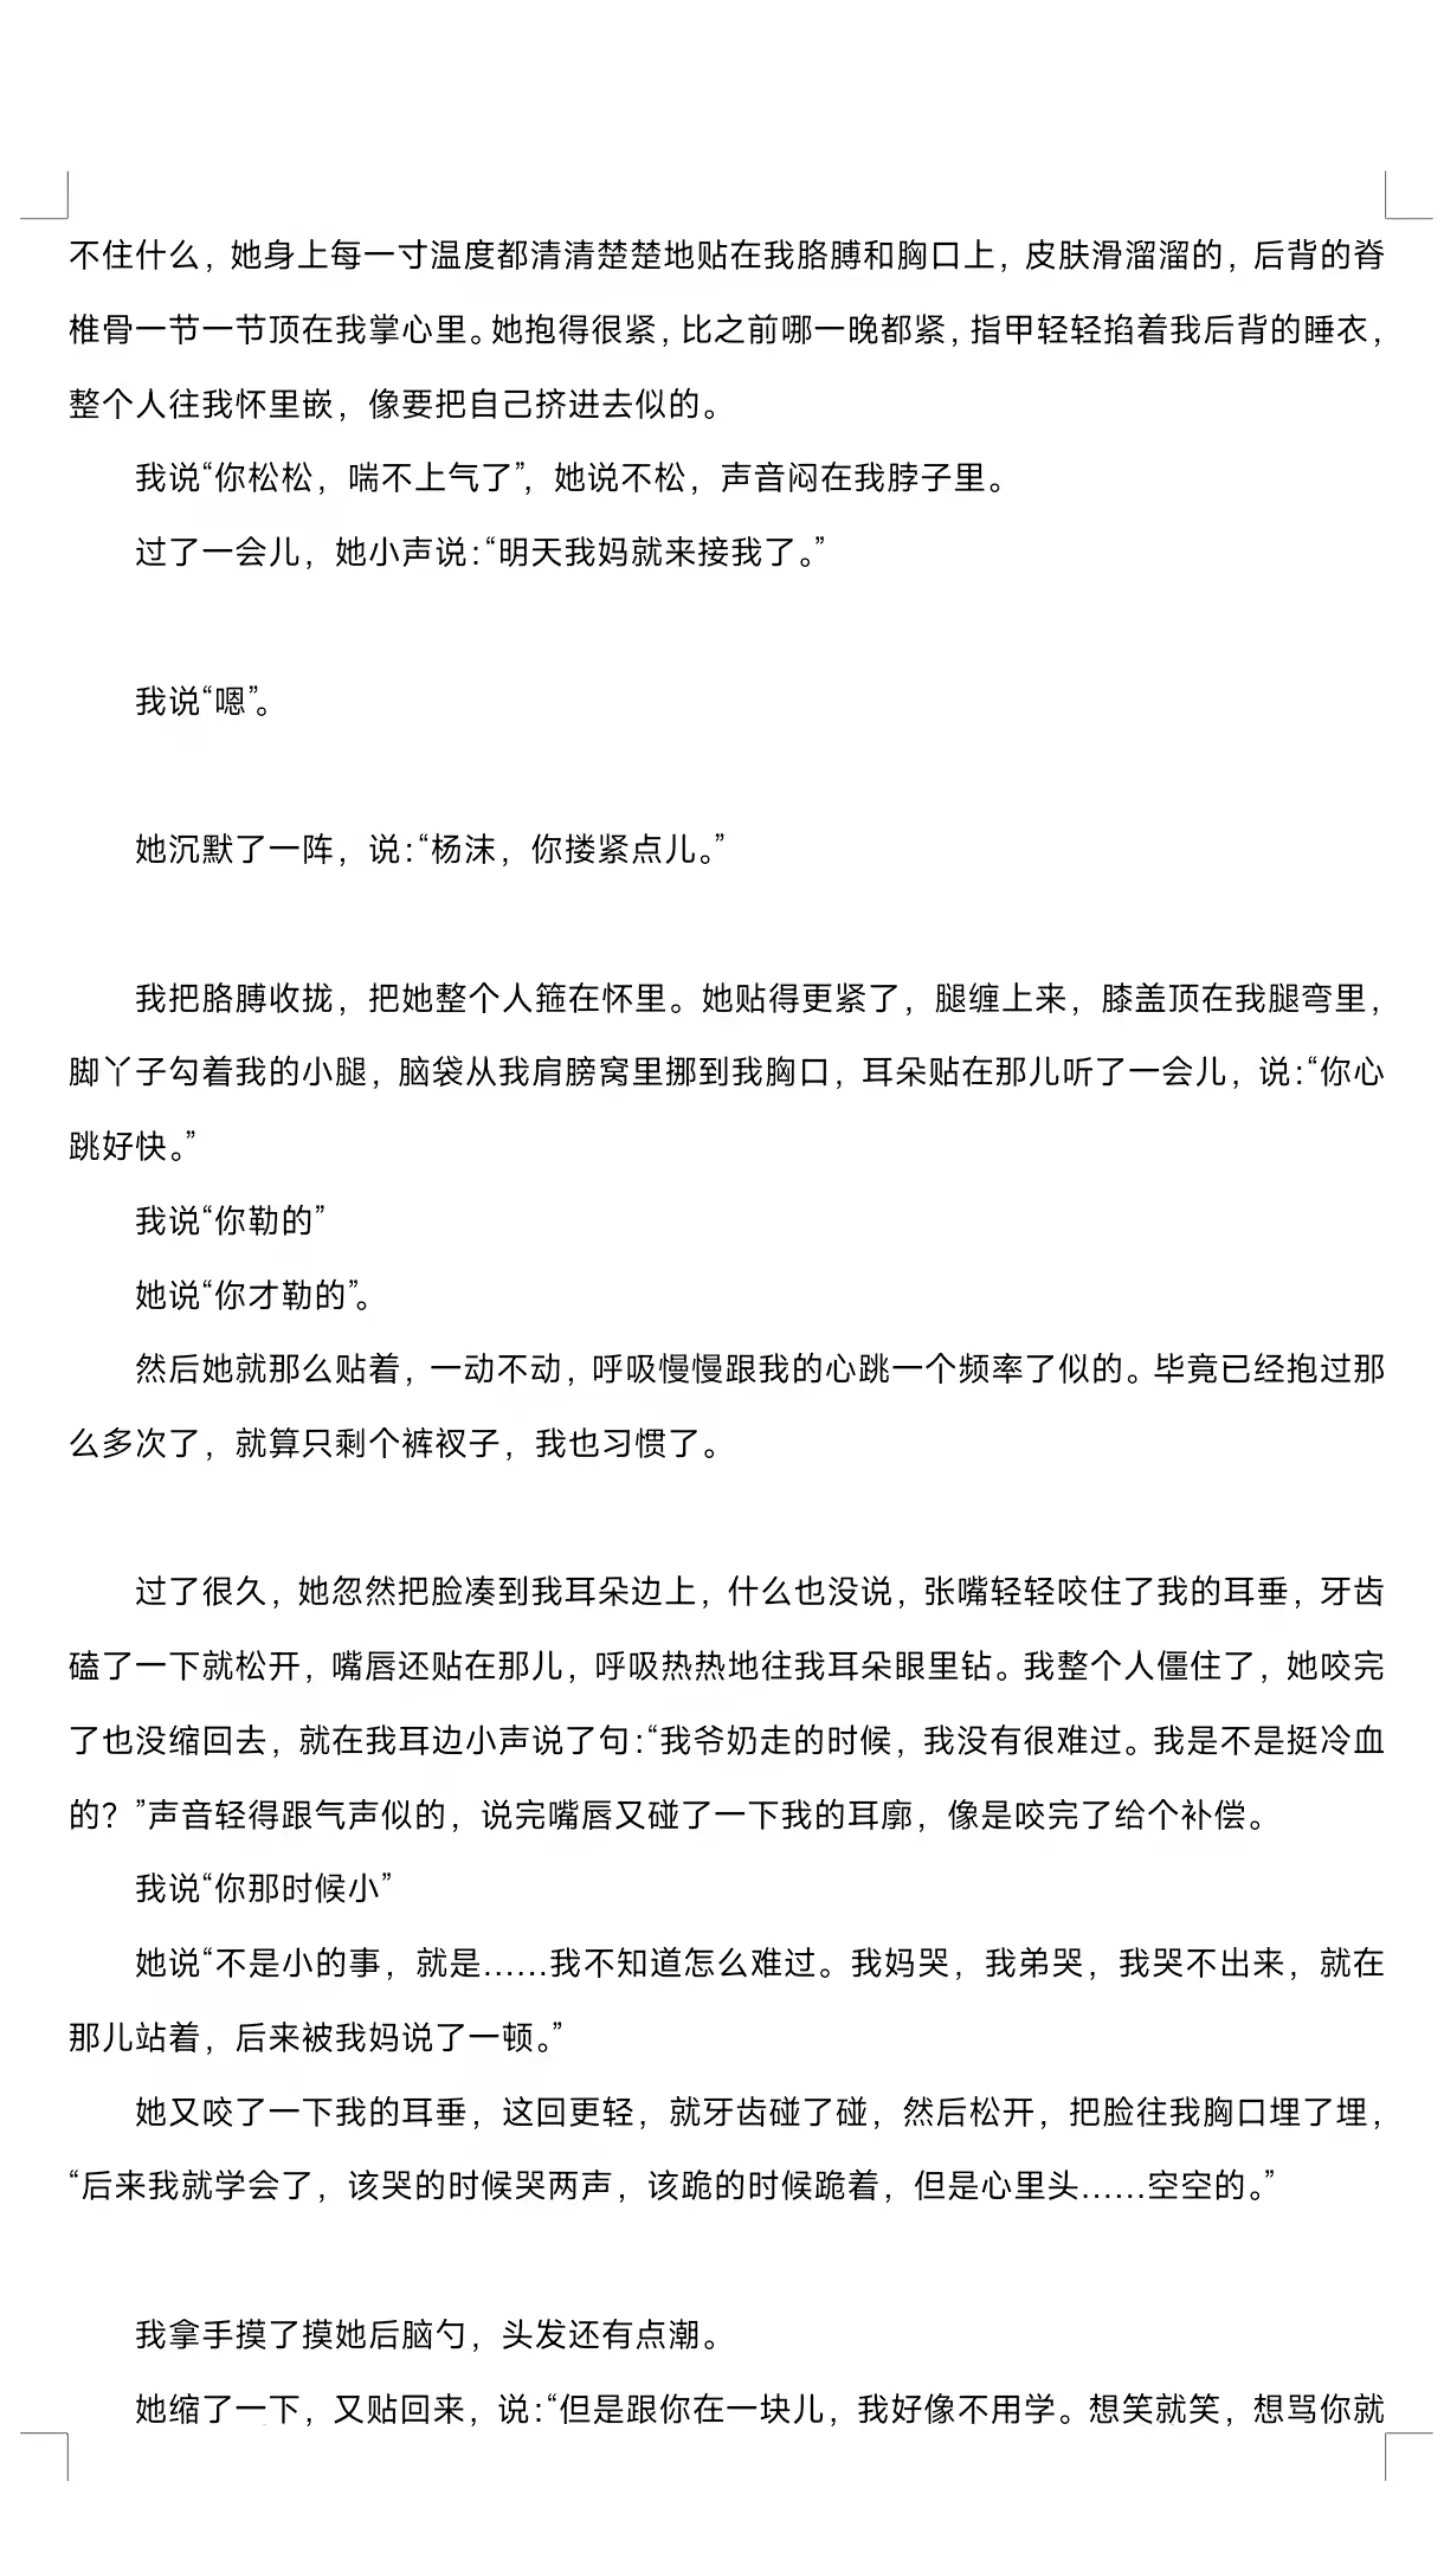 不住什么，她身上每一寸温度都清清楚楚地贴在我胳膊和胸口上，皮肤滑溜溜的，后背的脊
椎骨一节一节顶在我掌心里。她抱得很紧，比之前哪一晚都紧，指甲轻轻掐着我后背的睡衣，
整个人往我怀里嵌，像要把自己挤进去似的。
我说“你松松，喘不上气了”，她说不松，声音闷在我脖子里。
过了一会儿，她小声说：“明天我妈就来接我了。”
我说“嗯”。
她沉默了一阵，说：“杨沫，你搂紧点儿。”
我把胳膊收拢，把她整个人箍在怀里。她贴得更紧了，腿缠上来，膝盖顶在我腿弯里，
脚丫子勾着我的小腿，脑袋从我肩膀窝里挪到我胸口，耳朵贴在那儿听了一会儿，说：“你心
跳好快。”
我说“你勒的”
她说“你才勒的”。
然后她就那么贴着，一动不动，呼吸慢慢跟我的心跳一个频率了似的。毕竟已经抱过那
么多次了，就算只剩个裤衩子，我也习惯了。
过了很久，她忽然把脸凑到我耳朵边上，什么也没说，张嘴轻轻咬住了我的耳垂，牙齿
磕了一下就松开，嘴唇还贴在那儿，呼吸热热地往我耳朵眼里钻。我整个人僵住了，她咬完
了也没缩回去，就在我耳边小声说了句：“我爷奶走的时候，我没有很难过。我是不是挺冷血
的？”声音轻得跟气声似的，说完嘴唇又碰了一下我的耳廓，像是咬完了给个补偿。
我说“你那时候小”
她说“不是小的事，就是……我不知道怎么难过。我妈哭，我弟哭，我哭不出来，就在
那儿站着，后来被我妈说了一顿。”
她又咬了一下我的耳垂，这回更轻，就牙齿碰了碰，然后松开，把脸往我胸口埋了埋，
“后来我就学会了，该哭的时候哭两声，该跪的时候跪着，但是心里头……空空的。”
我拿手摸了摸她后脑勺，头发还有点潮。
她缩了一下，又贴回来，说：“但是跟你在一块儿，我好像不用学。想笑就笑，想骂你就